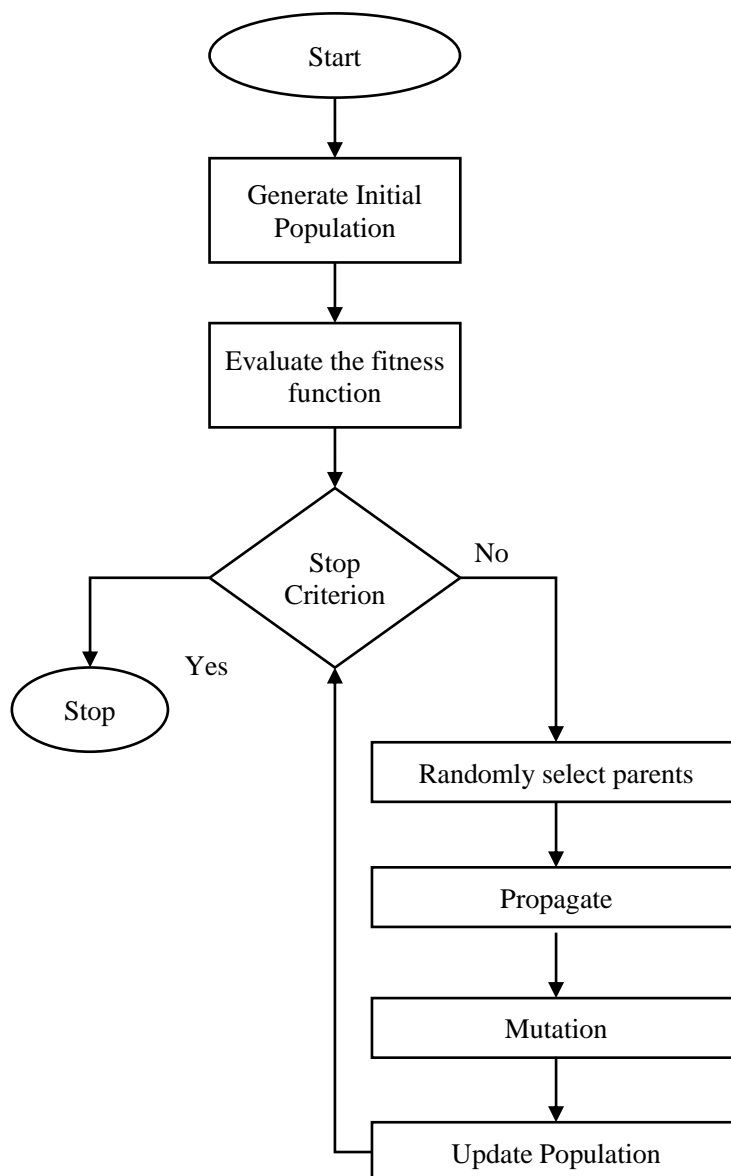 Start
Generate Initial
Population
Evaluate the fitness
function
Stop
Criterion
No
Yes
Stop
Randomly select parents
Propagate
Mutation
Update Population